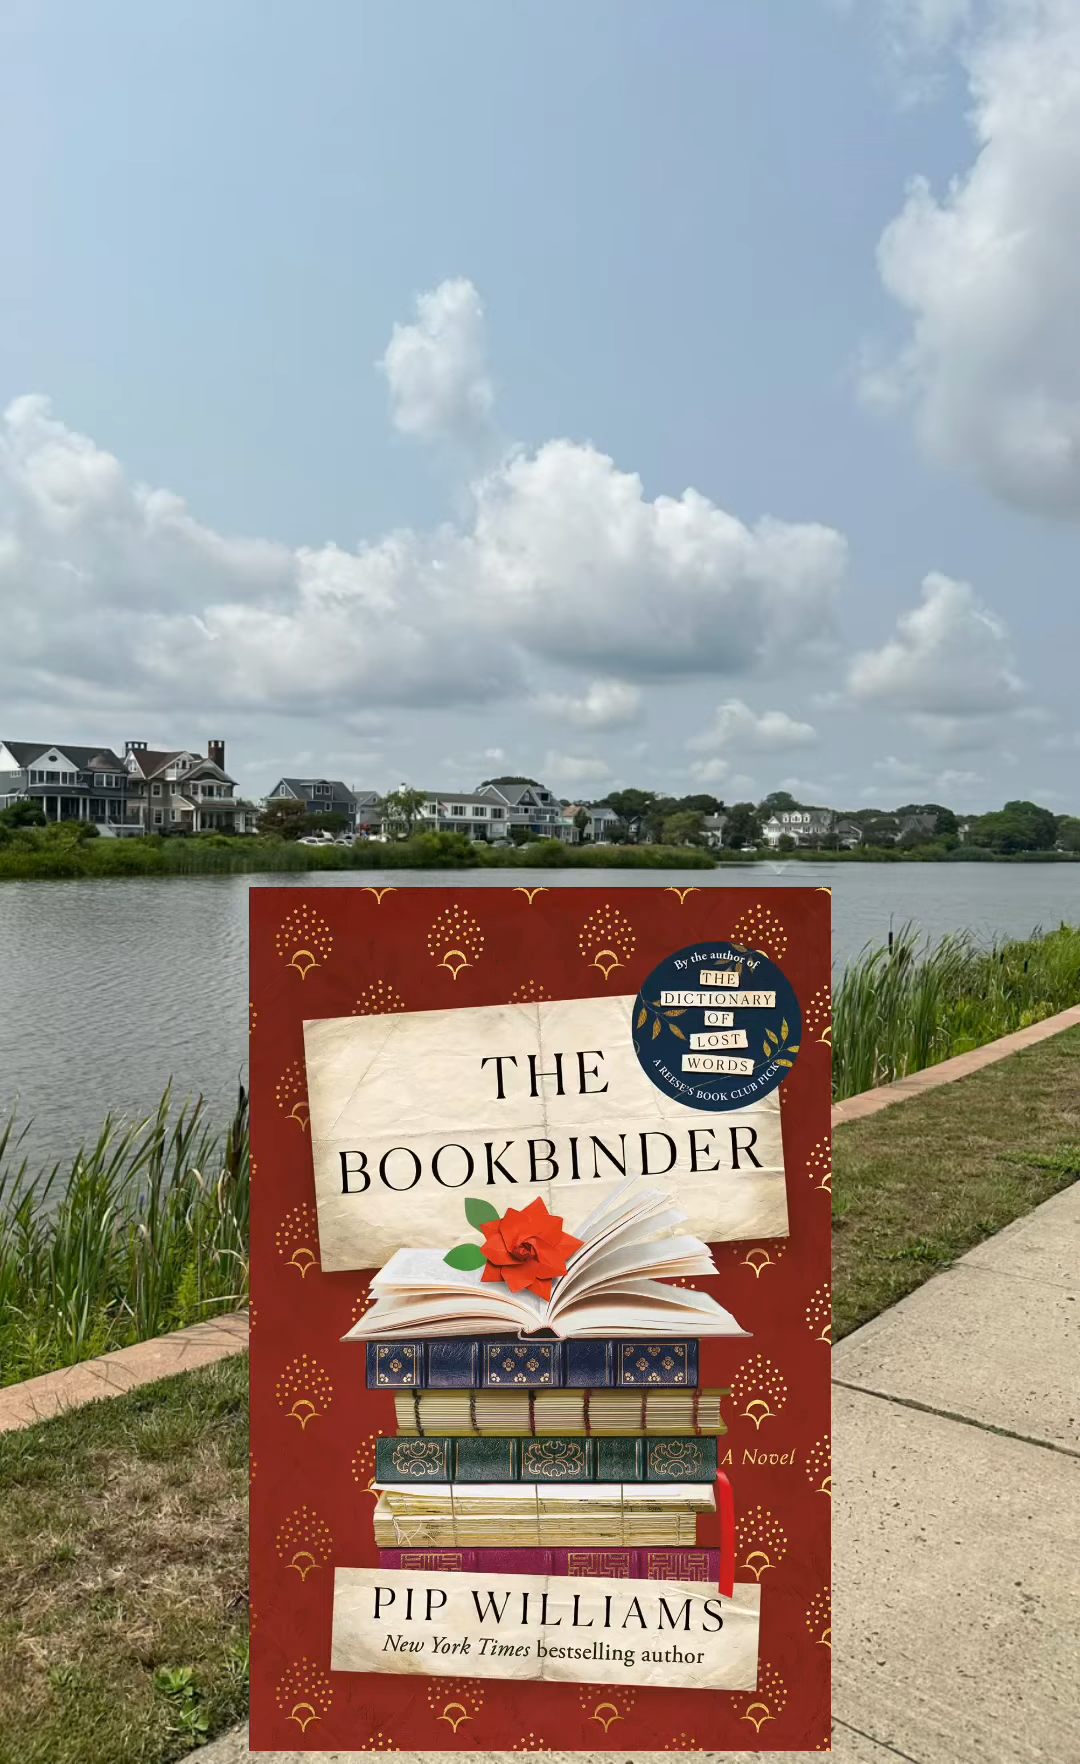 By the author of
THE
DICTIONARY
OF
LOST
WORDS
A REESE'S BOOK CLUB PICK
THE
BOOKBINDER
A Novel
PIP WILLIAMS
New York Times bestselling author